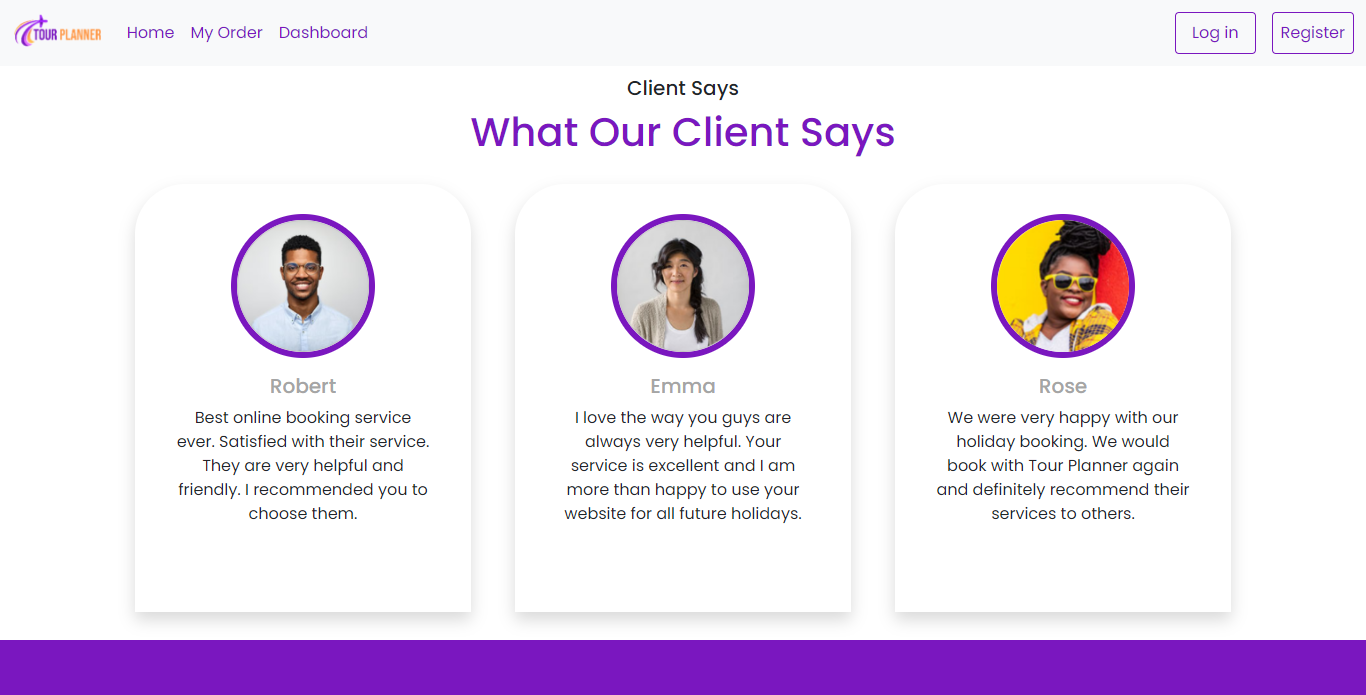 TOUR PLANNER
Home My Order Dashboard
Log in Register
Client Says
What Our Client Says
Robert
Best online booking service
ever. Satisfied with their service.
They are very helpful and
friendly. I recommended you to
choose them.
Emma
I love the way you guys are
always very helpful. Your
service is excellent and I am
more than happy to use your
website for all future holidays.
Rose
We were very happy with our
holiday booking. We would
book with Tour Planner again
and definitely recommend their
services to others.